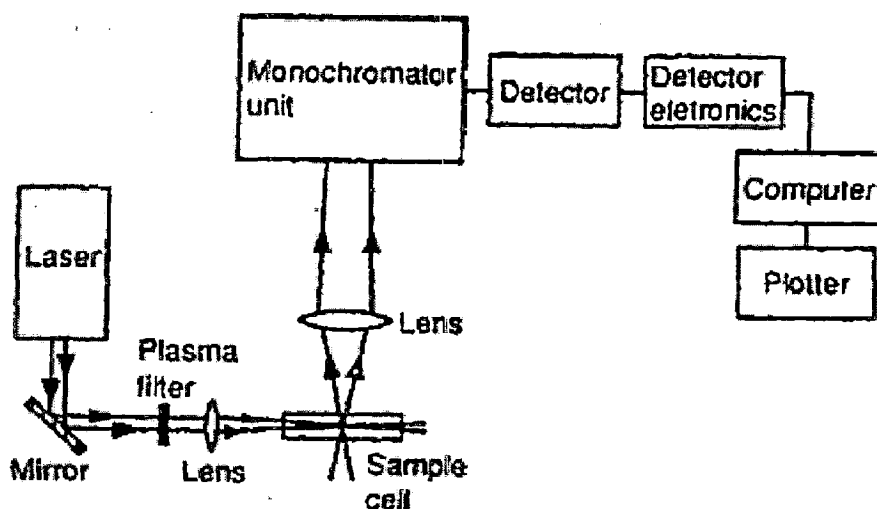 Monochromator
unit
Detector
Detector
eletronics
Computer
Plotter
Laser
Lens
Plasma
filter
Mirror
Lens
Sample
cell